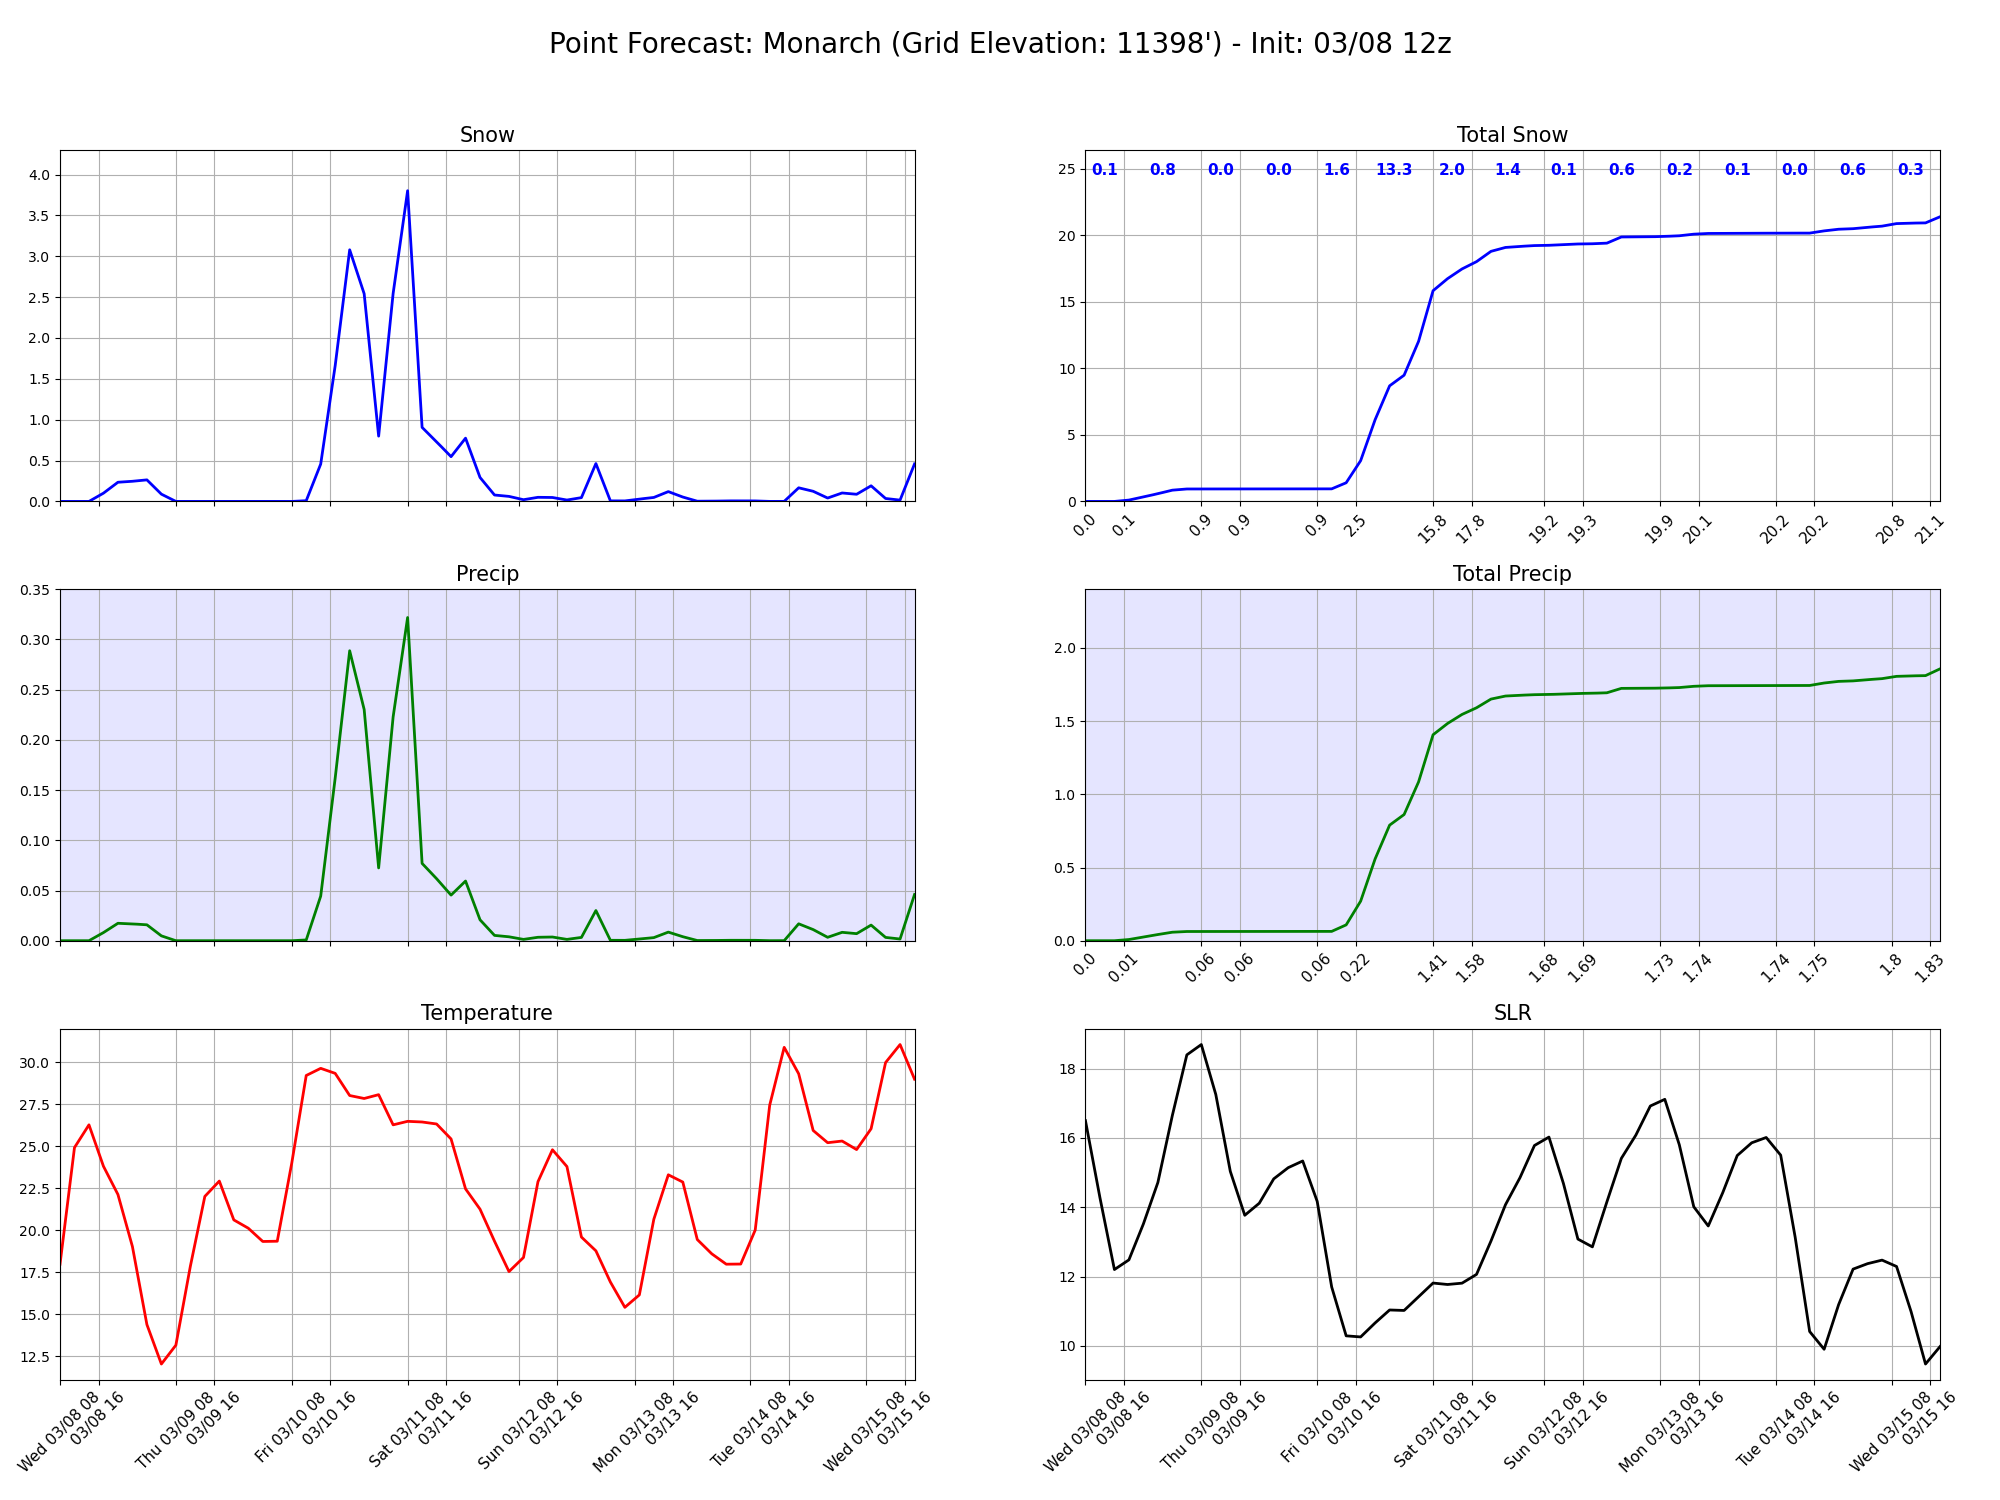 Point Forecast: Monarch (Grid Elevation: 11398') - Init: 03/08 12z
Snow
4.0
3.5
3.0
2.5
2.0
1.5
1.0
0.5
0.0
Total Snow
0.1 0.8 0.0 0.0 1.6 13.3 2.0 1.4 0.1 0.6 0.2 0.1 0.0 0.6 0.3
25
20
15
10
5
0
0.0 0.1 0.9 0.9 0.9 2.5 15.8 17.8 19.2 19.3 19.9 20.1 20.2 20.2 20.8 21.1
Precip
0.35
0.30
0.25
0.20
0.15
0.10
0.05
0.00
Total Precip
2.0
1.5
1.0
0.5
0.0
0.0 0.01 0.06 0.06 0.06 0.22 1.41 1.58 1.68 1.69 1.73 1.74 1.74 1.75 1.8 1.83
Temperature
30.0
27.5
25.0
22.5
20.0
17.5
15.0
12.5
Wed 03/08 08
03/08 16
Thu 03/09 08
03/09 16
Fri 03/10 08
03/10 16
Sat 03/11 08
03/11 16
Sun 03/12 08
03/12 16
Mon 03/13 08
03/13 16
Tue 03/14 08
03/14 16
Wed 03/15 08
03/15 16
SLR
18
16
14
12
10
Wed 03/08 08
03/08 16
Thu 03/09 08
03/09 16
Fri 03/10 08
03/10 16
Sat 03/11 08
03/11 16
Sun 03/12 08
03/12 16
Mon 03/13 08
03/13 16
Tue 03/14 08
03/14 16
Wed 03/15 08
03/15 16